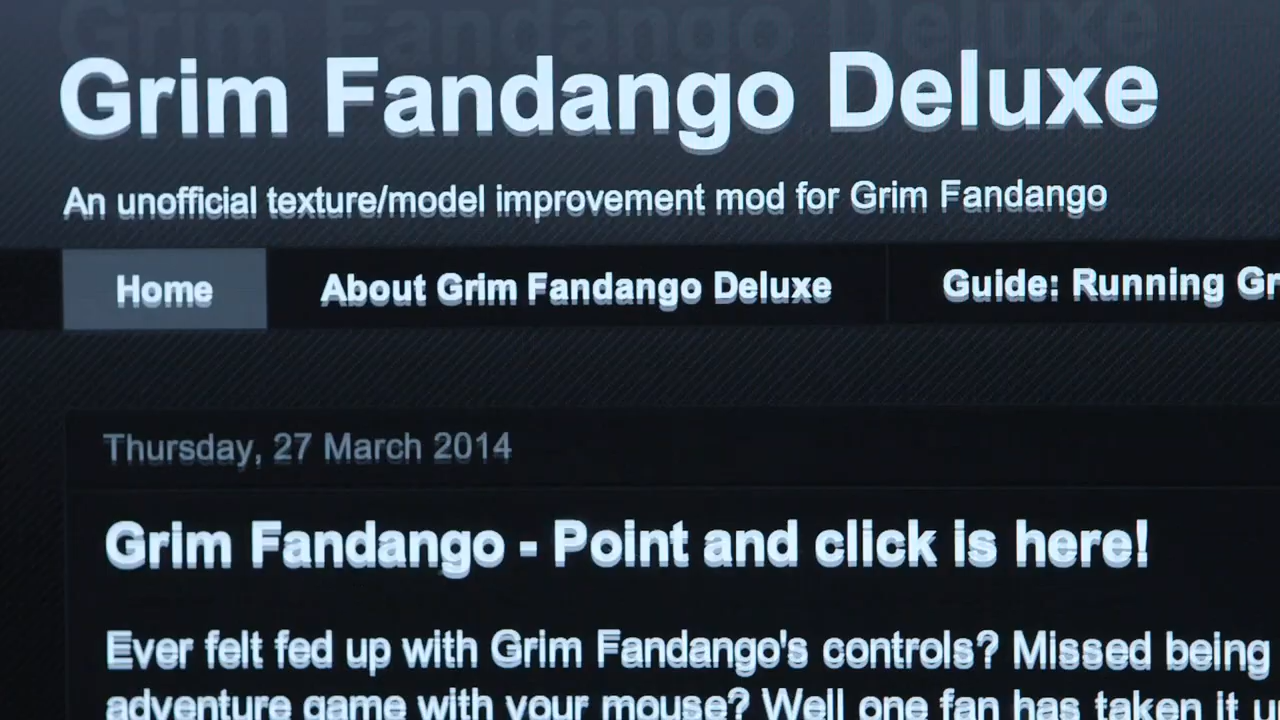 Grim Fandango Deluxe
An unofficial texture/model improvement mod for Grim Fandango
Home About Grim Fandango Deluxe Guide: Running
Thursday, 27 March 2014
Grim Fandango - Point and click is here!
Ever felt fed up with Grim Fandango's controls? Missed being
adventure game with your mouse? Well one fan has taken it